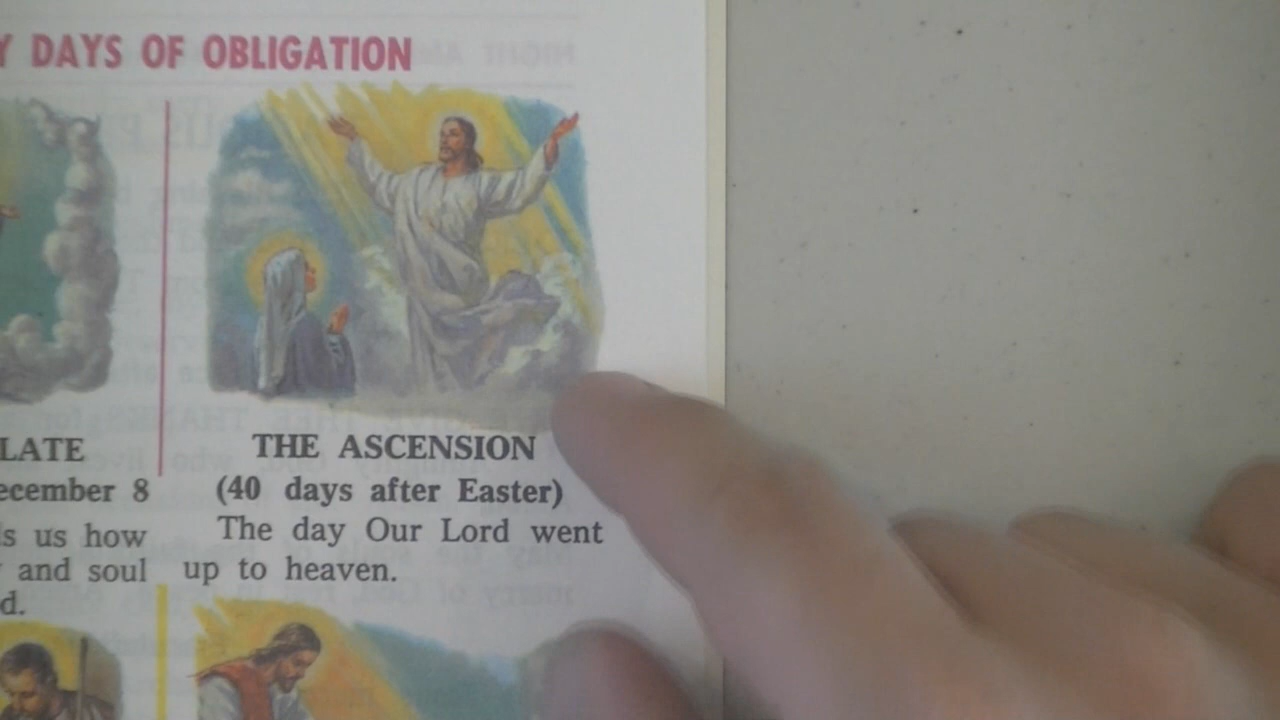 Y DAYS OF OBLIGATION
LATE
ecember 8
s us how
and soul
d.
THE ASCENSION
(40 days after Easter)
The day Our Lord went
up to heaven.